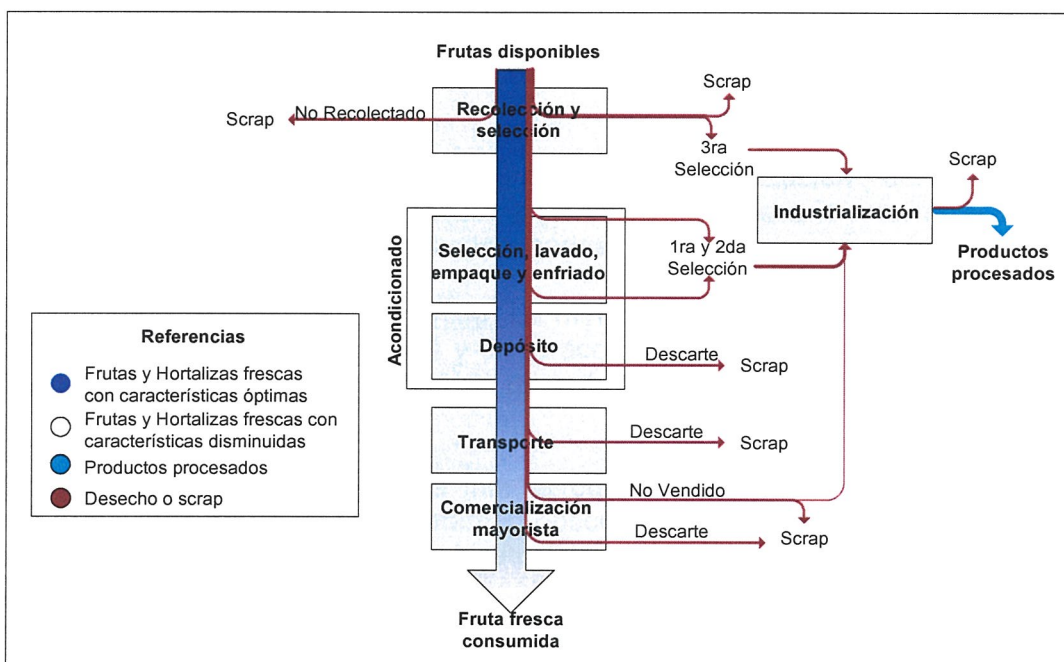 Frutas disponibles
Scrap
Scrap
No Recolectado
Recolección y
selección
3ra
Selección
Scrap
Industrialización
Productos
procesados
Acondicionado
Selección, lavado,
empaque y enfriado
1ra y 2da
Selección
Depósito
Descarte
Scrap
Transporte
Descarte
Scrap
Comercialización
mayorista
No Vendido
Descarte
Scrap
Fruta fresca
consumida
Referencias
Frutas y Hortalizas frescas
con características óptimas
Frutas y Hortalizas frescas con
características disminuidas
Productos procesados
Desecho o scrap